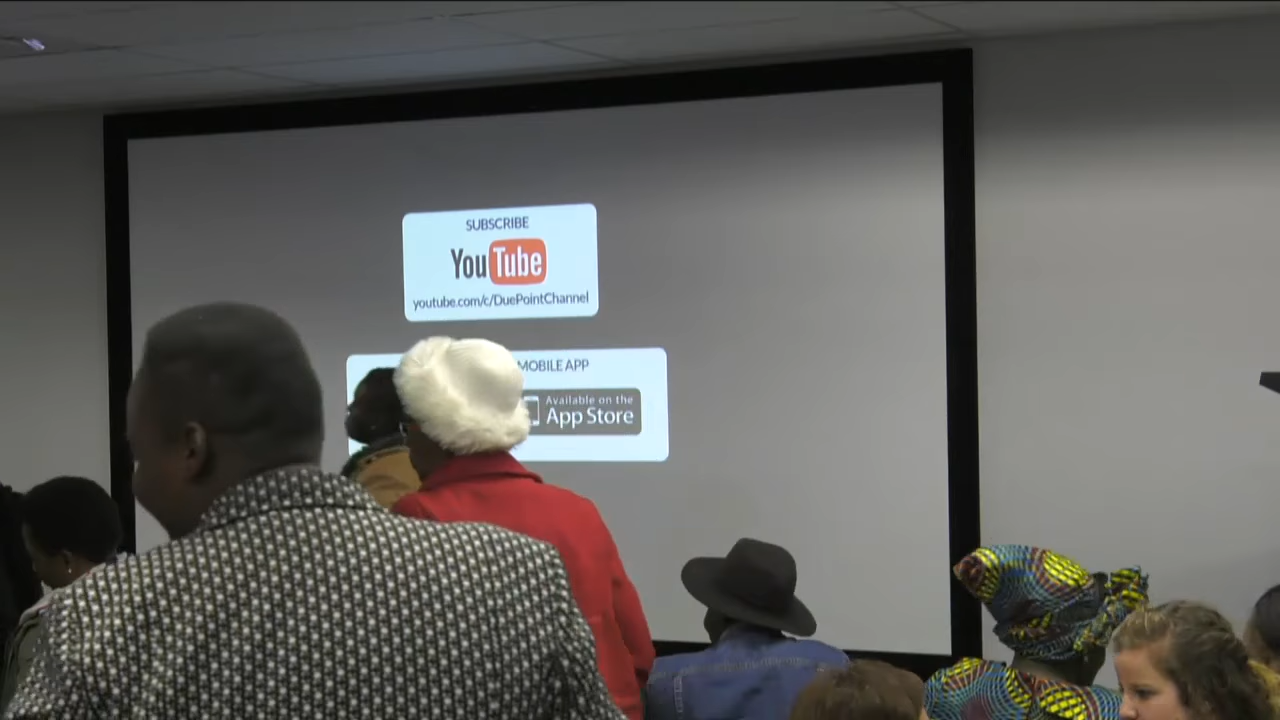 SUBSCRIBE
YouTube
youtube.com/c/DuePointChannel
MOBILE APP
Available on the
App Store